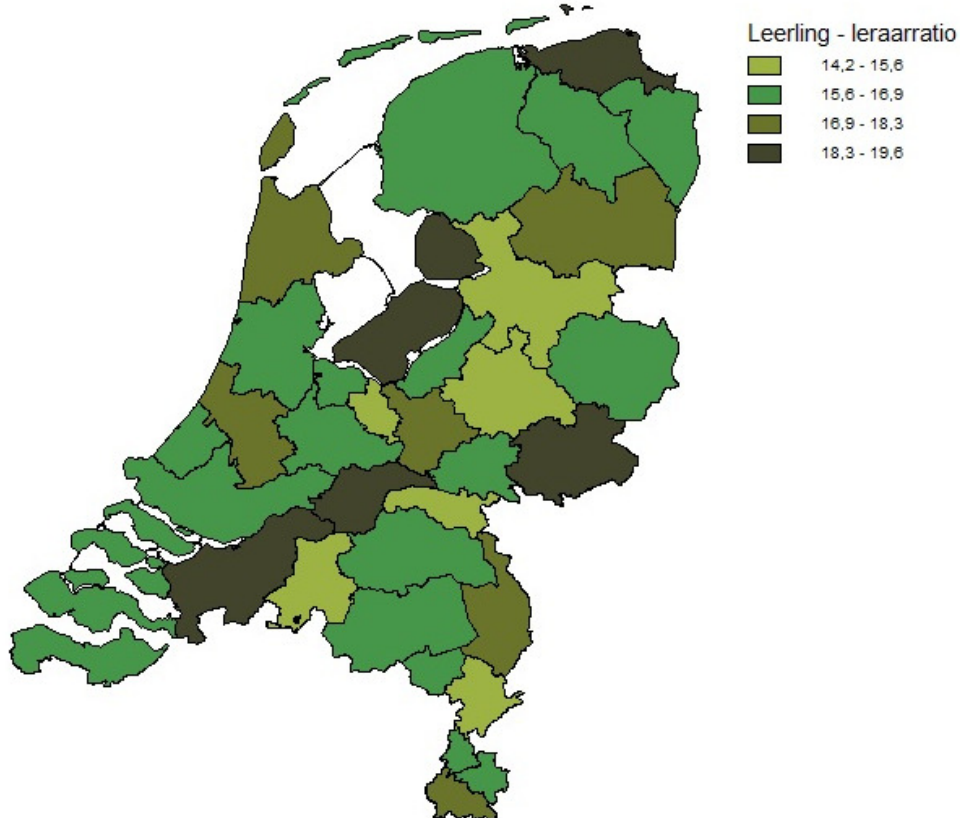 Leerling - leraarratio
14,2 - 15,6
15,6 - 16,9
16,9 - 18,3
18,3 - 19,6